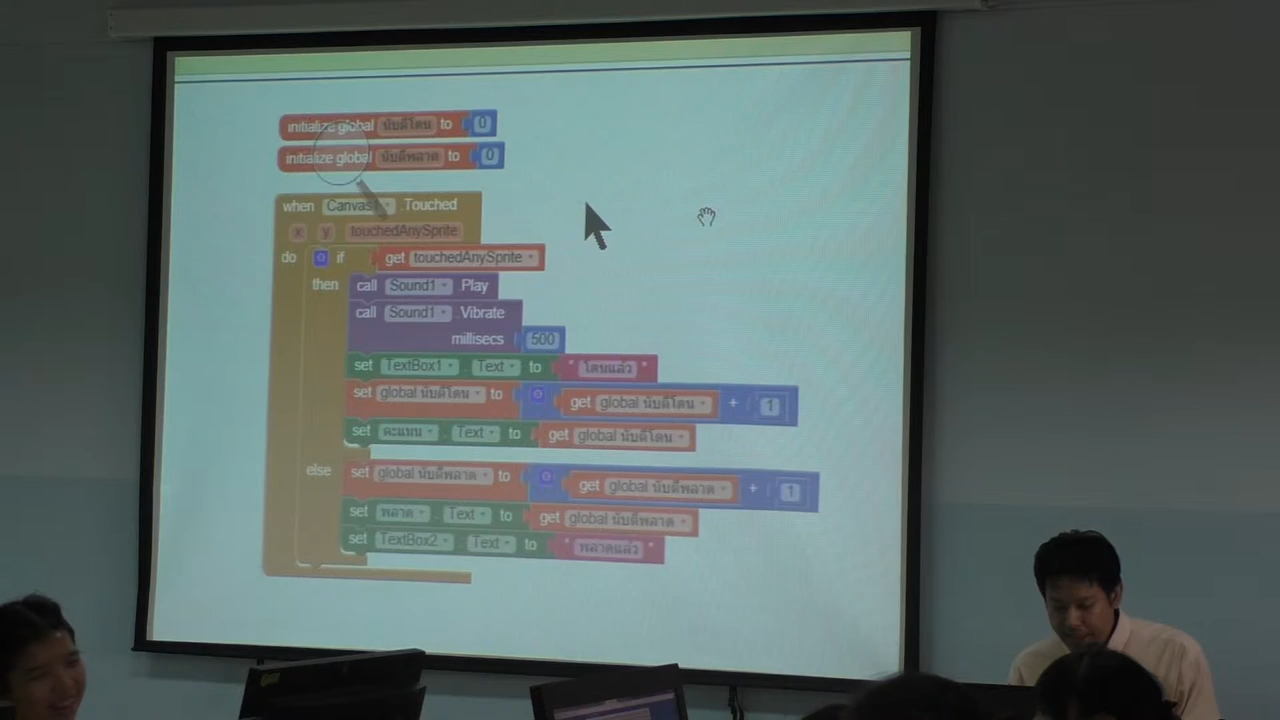 initialize global นับตีโดน to 0
initialize global นับตีพลาด to 0
when Canvas1 .Touched
x y touchedAnySprite
do if get touchedAnySprite
then call Sound1 .Play
call Sound1 .Vibrate
millisecs 500
set TextBox1 . Text to " โดนแล้ว "
set global นับตีโดน to get global นับตีโดน + 1
set คะแนน . Text to get global นับตีโดน
else set global นับตีพลาด to get global นับตีพลาด + 1
set พลาด . Text to get global นับตีพลาด
set TextBox2 . Text to " พลาดแล้ว "